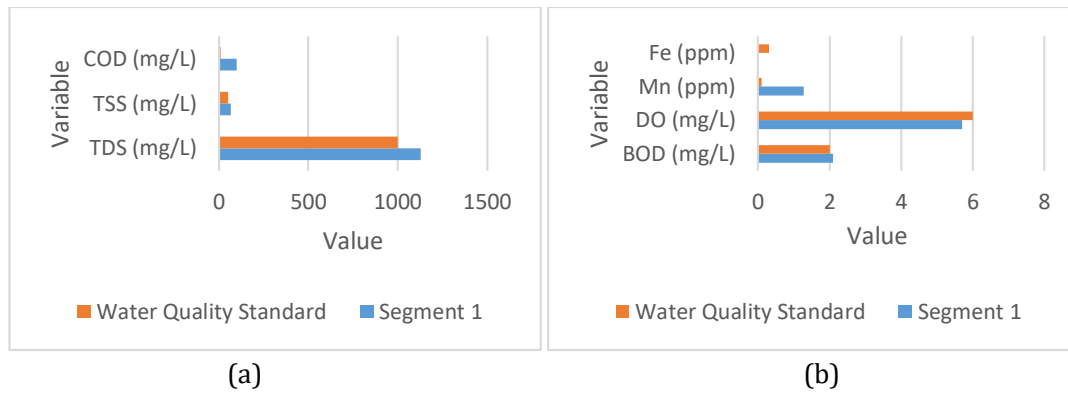 COD (mg/L)
TSS (mg/L)
TDS (mg/L)
Variable
0 500 1000 1500
Value
Water Quality Standard Segment 1
(a)
Fe (ppm)
Mn (ppm)
DO (mg/L)
BOD (mg/L)
Variable
0 2 4 6 8
Value
Water Quality Standard Segment 1
(b)